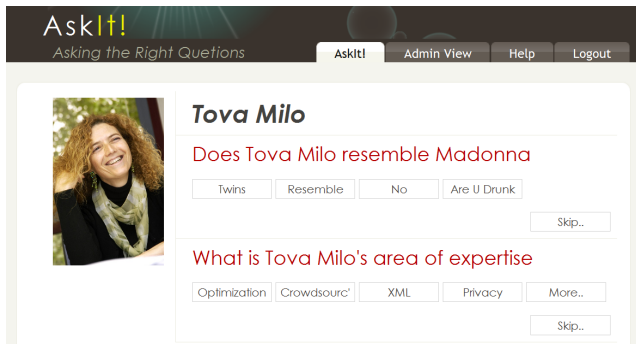 AskIt!
Asking the Right Quetions
AskIt! Admin View Help Logout
Tova Milo
Does Tova Milo resemble Madonna
Twins Resemble No Are U Drunk
Skip..
What is Tova Milo's area of expertise
Optimization Crowdsourc' XML Privacy More..
Skip..